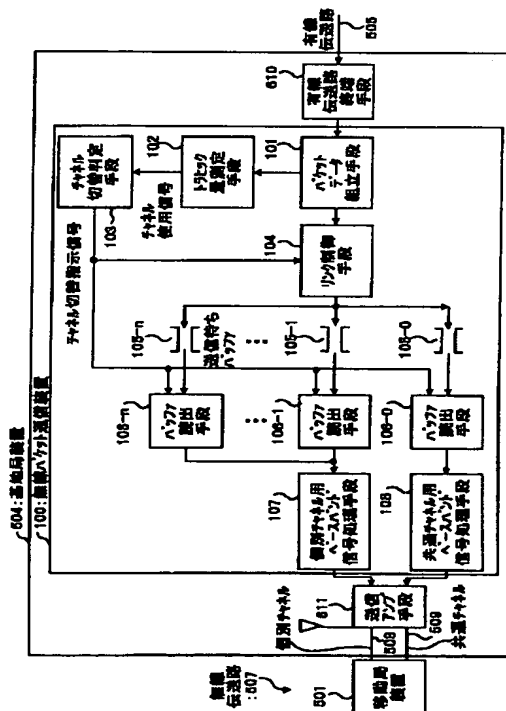 604:基地局装置
100:無線パケット送信装置
有線
伝送路
505
610
有線
伝送路
終端
手段
チャネル
切替判定
手段
103
チャネル
使用信号
トラヒック
量測定
手段
102
パケット
データ
組立手段
101
チャネル切替指示信号
104
リンク制御
手段
105-n
送信待ち
バッファ
105-1
105-0
106-n
バッファ
読出
手段
106-1
バッファ
読出
手段
106-0
バッファ
読出
手段
107
個別チャネル用
ベースバンド
信号処理手段
108
共通チャネル用
ベースバンド
信号処理手段
611
送信
アンプ
手段
個別チャネル
508
509
共通チャネル
無線
伝送路
:507
501
移動局
装置